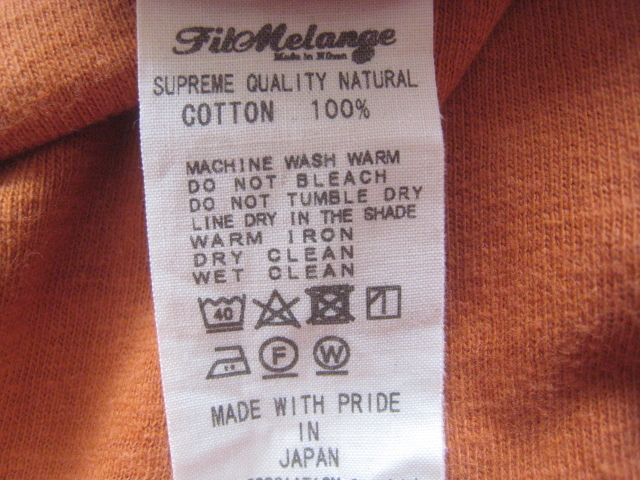 FilMelange
SUPREME QUALITY NATURAL
COTTON 100%
MACHINE WASH WARM
DO NOT BLEACH
DO NOT TUMBLE DRY
LINE DRY IN THE SHADE
WARM IRON
DRY CLEAN
WET CLEAN
40
F W
MADE WITH PRIDE
IN
JAPAN